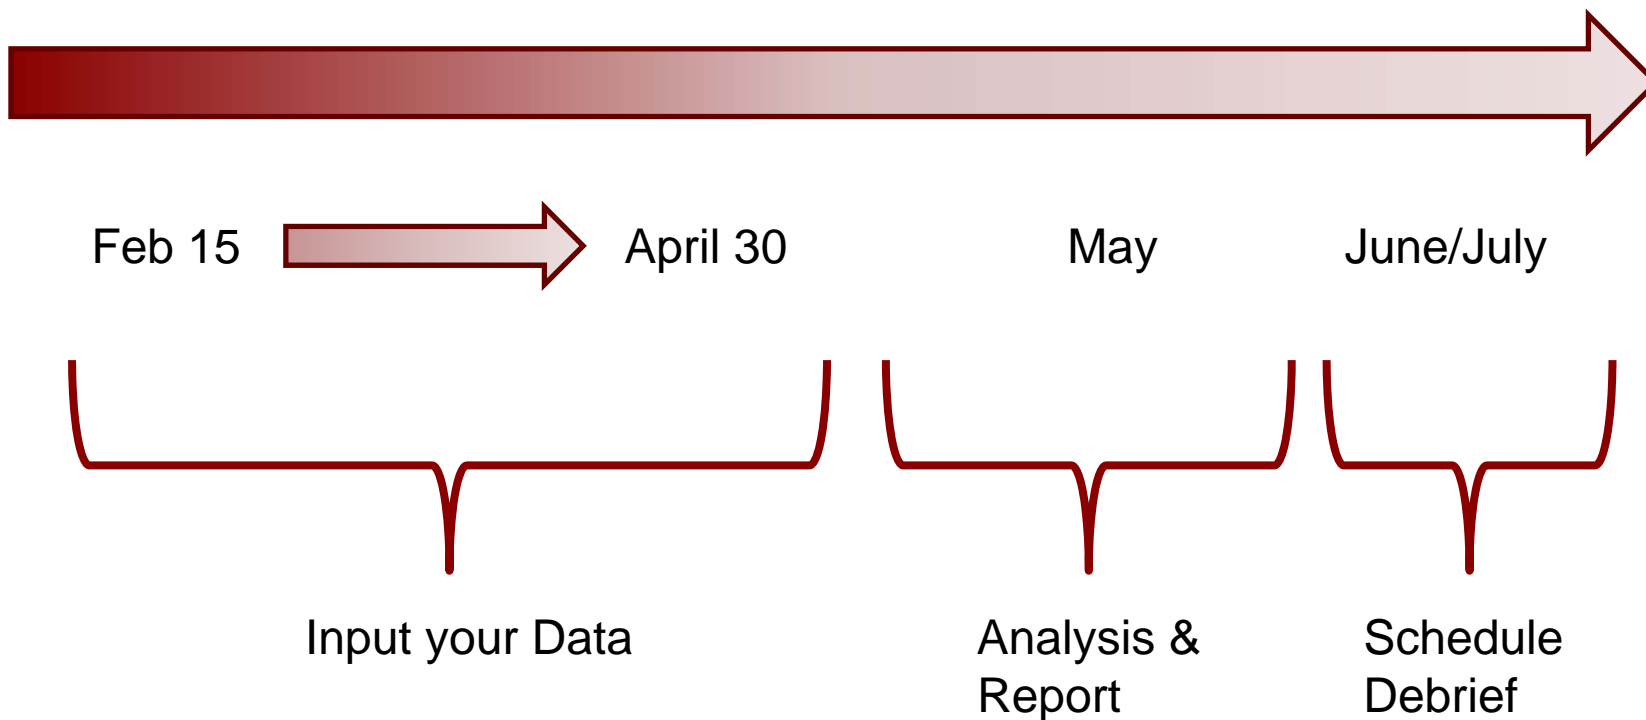 Feb 15
April 30
May
June/July
Input your Data
Analysis &
Report
Schedule
Debrief